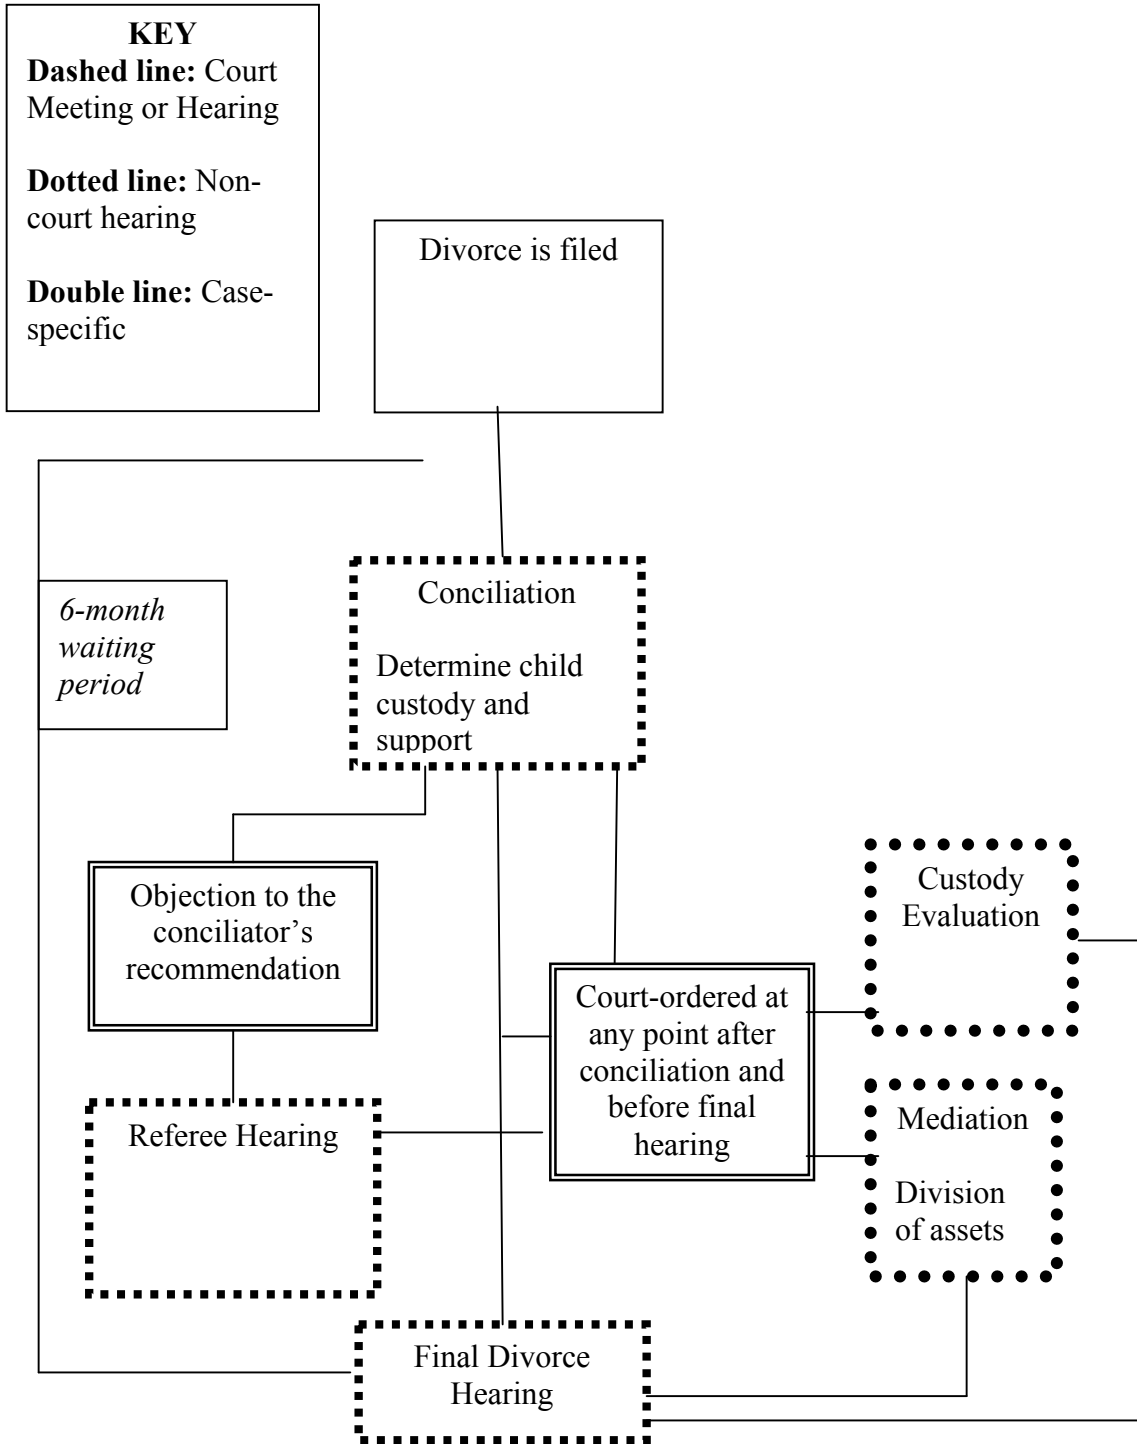 KEY
Dashed line: Court
Meeting or Hearing
Dotted line: Non-
court hearing
Double line: Case-
specific
Divorce is filed
6-month
waiting
period
Conciliation
Determine child
custody and
support
Objection to the
conciliator’s
recommendation
Custody
Evaluation
Court-ordered at
any point after
conciliation and
before final
hearing
Referee Hearing
Mediation
Division
of assets
Final Divorce
Hearing